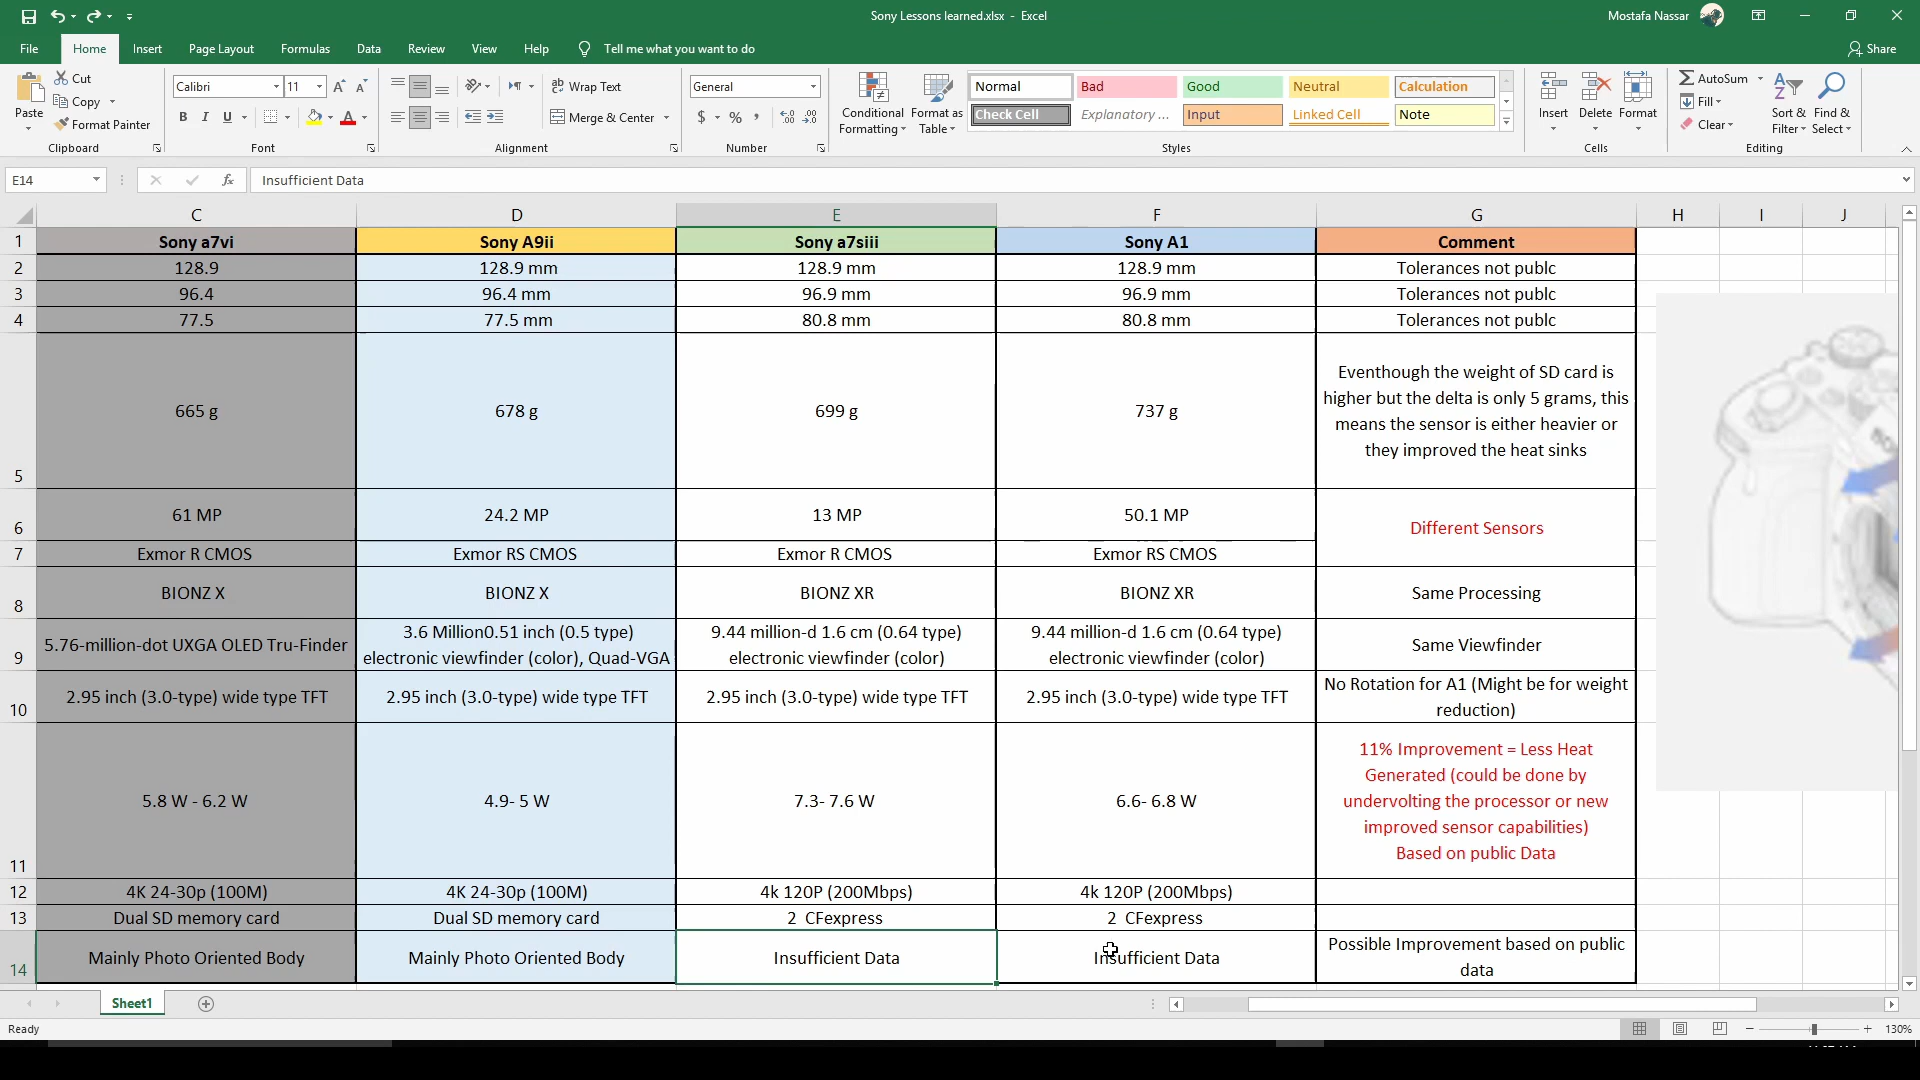 Sony Lessons learned.xlsx - Excel
Mostafa Nassar
File Home Insert Page Layout Formulas Data Review View Help Tell me what you want to do
Share
Paste
Cut
Copy
Format Painter
Clipboard
Calibri 11
B I U
Font
Wrap Text
Merge & Center
Alignment
General
$ % ,
Number
Conditional Formatting
Format as Table
Normal Bad Good Neutral Calculation
Check Cell Explanatory ... Input Linked Cell Note
Styles
Insert Delete Format
Cells
AutoSum
Fill
Clear
Sort & Filter
Find & Select
Editing
E14 fx Insufficient Data
C D E F G H I J
1 Sony a7vi Sony A9ii Sony a7siii Sony A1 Comment
2 128.9 128.9 mm 128.9 mm 128.9 mm Tolerances not publc
3 96.4 96.4 mm 96.9 mm 96.9 mm Tolerances not publc
4 77.5 77.5 mm 80.8 mm 80.8 mm Tolerances not publc
5 665 g 678 g 699 g 737 g
Eventhough the weight of SD card is
higher but the delta is only 5 grams, this
means the sensor is either heavier or
they improved the heat sinks
6 61 MP 24.2 MP 13 MP 50.1 MP
Different Sensors
7 Exmor R CMOS Exmor RS CMOS Exmor R CMOS Exmor RS CMOS
8 BIONZ X BIONZ X BIONZ XR BIONZ XR Same Processing
9 5.76-million-dot UXGA OLED Tru-Finder
3.6 Million0.51 inch (0.5 type)
electronic viewfinder (color), Quad-VGA
9.44 million-d 1.6 cm (0.64 type)
electronic viewfinder (color)
9.44 million-d 1.6 cm (0.64 type)
electronic viewfinder (color)
Same Viewfinder
10 2.95 inch (3.0-type) wide type TFT 2.95 inch (3.0-type) wide type TFT 2.95 inch (3.0-type) wide type TFT 2.95 inch (3.0-type) wide type TFT
No Rotation for A1 (Might be for weight
reduction)
11 5.8 W - 6.2 W 4.9- 5 W 7.3- 7.6 W 6.6- 6.8 W
11% Improvement = Less Heat
Generated (could be done by
undervolting the processor or new
improved sensor capabilities)
Based on public Data
12 4K 24-30p (100M) 4K 24-30p (100M) 4k 120P (200Mbps) 4k 120P (200Mbps)
13 Dual SD memory card Dual SD memory card 2 CFexpress 2 CFexpress
14 Mainly Photo Oriented Body Mainly Photo Oriented Body Insufficient Data Insufficient Data
Possible Improvement based on public
data
Sheet1
Ready
130%